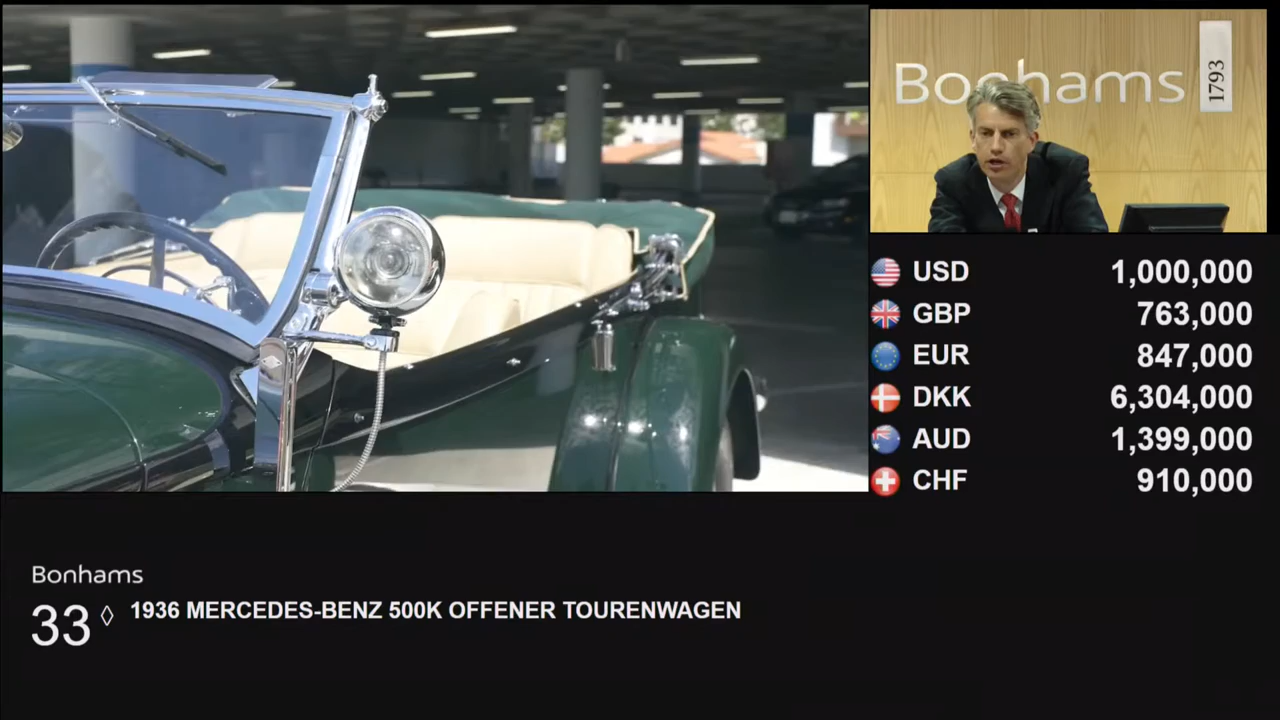 Bonhams
1793
USD 1,000,000
GBP 763,000
EUR 847,000
DKK 6,304,000
AUD 1,399,000
CHF 910,000
Bonhams
33 ◊ 1936 MERCEDES-BENZ 500K OFFENER TOURENWAGEN